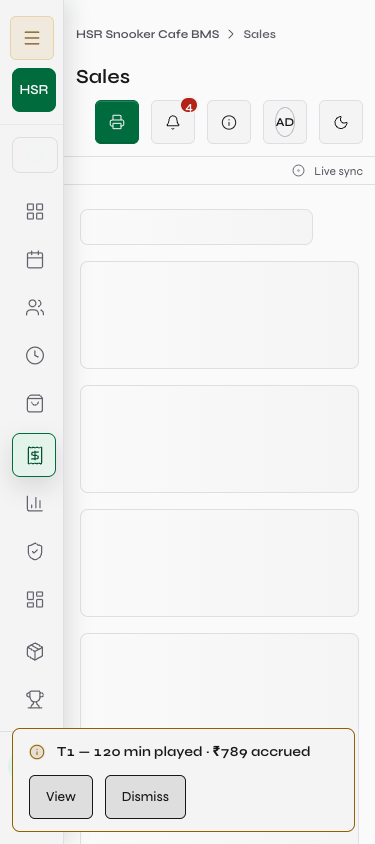 HSR Snooker Cafe BMS > Sales
HSR
Sales
4
AD
Live sync
T1 — 120 min played · ₹789 accrued
View
Dismiss